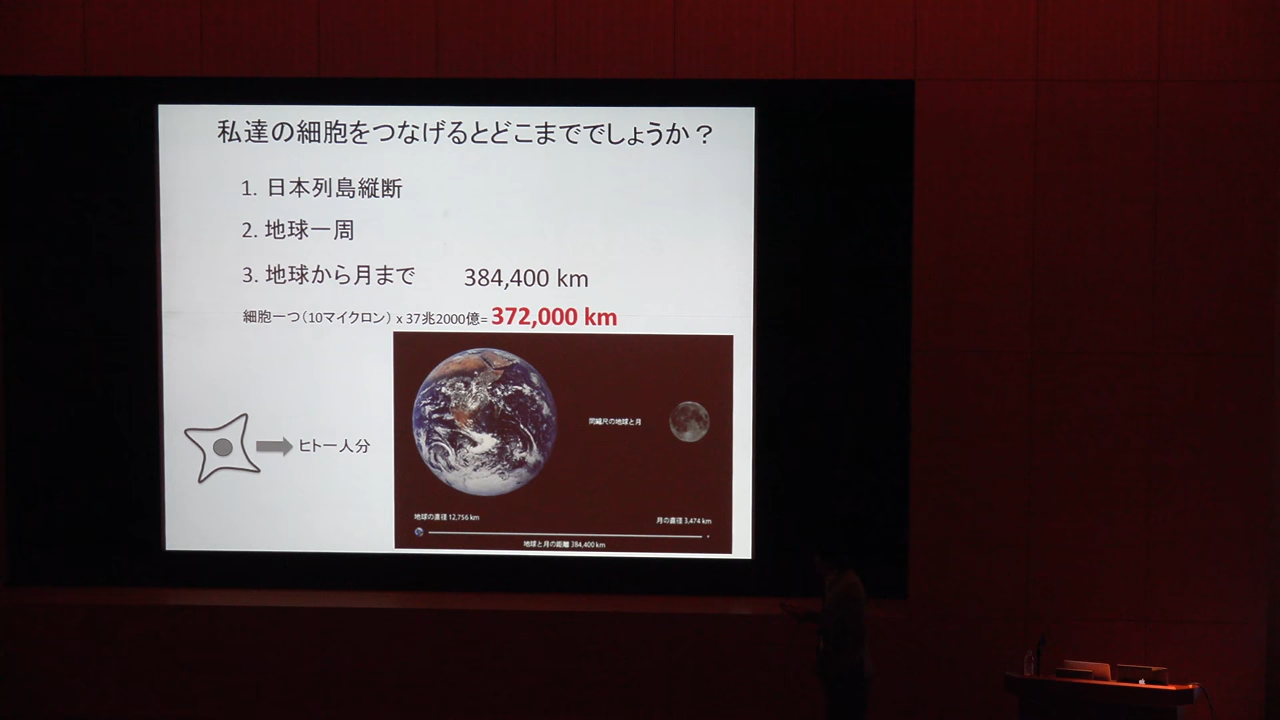 私達の細胞をつなげるとどこまででしょうか？
1. 日本列島縦断
2. 地球一周
3. 地球から月まで 384,400 km
細胞一つ（10マイクロン） x 37兆2000億= 372,000 km
ヒト一人分
同縮尺の地球と月
地球の直径 12,756 km
月の直径 3,474 km
地球と月の距離 384,400 km